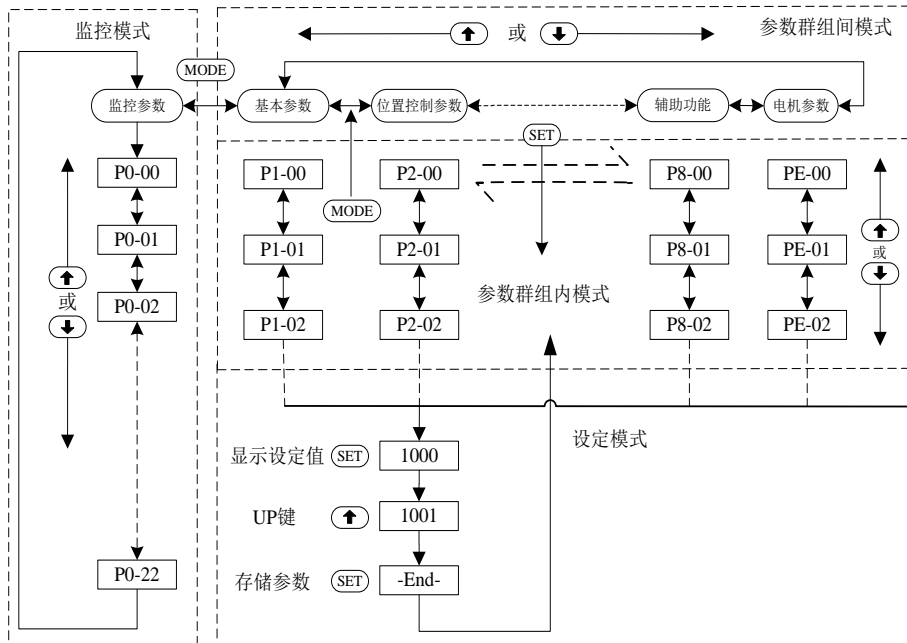 监控模式
或
参数群组间模式
MODE
监控参数
基本参数
位置控制参数
辅助功能
电机参数
SET
P0-00
P1-00
P2-00
P8-00
PE-00
MODE
P0-01
P1-01
P2-01
P8-01
PE-01
或
或
参数群组内模式
P0-02
P1-02
P2-02
P8-02
PE-02
设定模式
显示设定值 SET 1000
UP键 1001
P0-22
存储参数 SET -End-